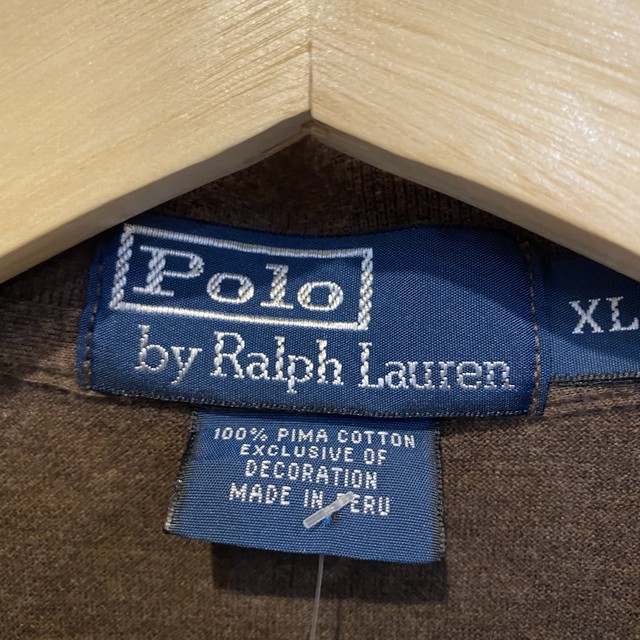 Polo
by Ralph Lauren
XL
100% PIMA COTTON
EXCLUSIVE OF
DECORATION
MADE IN PERU